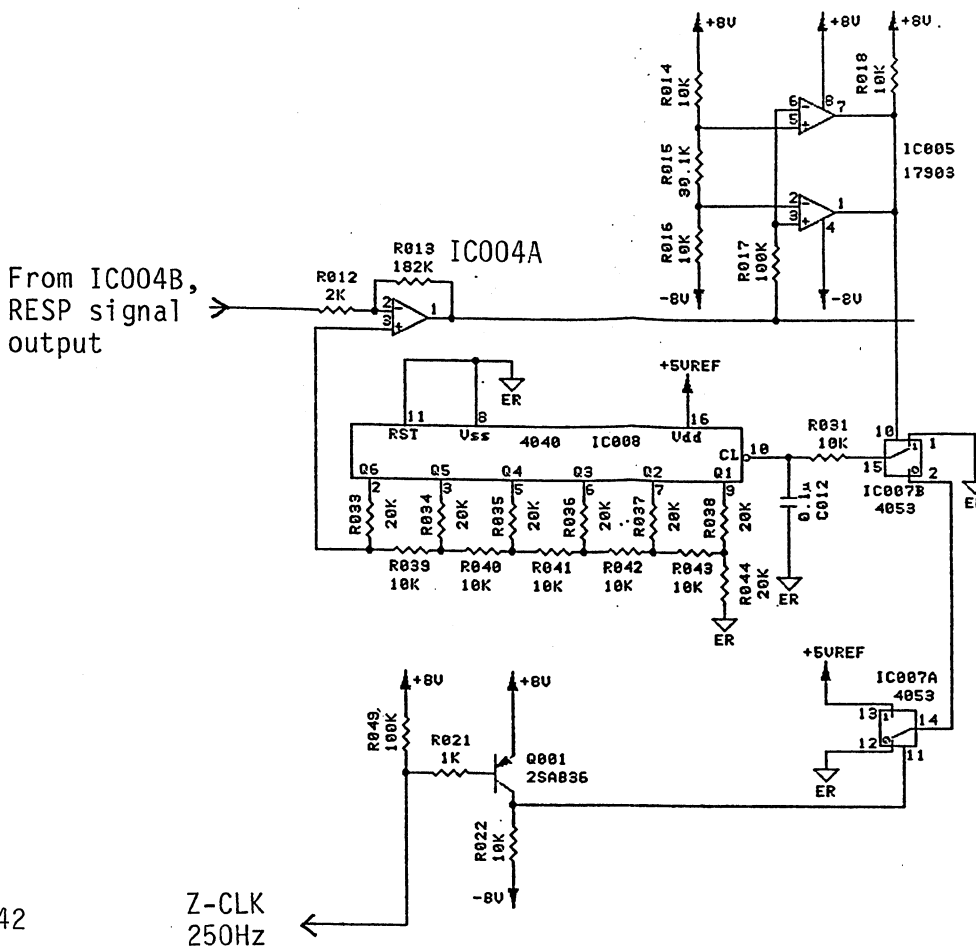 +8V
+8V
+8V.
R014
10K
R015
30.1K
R016
10K
R018
10K
6
5
8
7
2
3
1
4
IC005
17903
R017
100K
-8V
-8V
From IC004B,
RESP signal
output
R012
2K
R013
182K
IC004A
2
3
1
ER
+5VREF
11
8
16
RST
Vss
4040
IC008
Vdd
CL
10
Q6
Q5
Q4
Q3
Q2
Q1
2
3
5
6
7
9
R033
20K
R034
20K
R035
20K
R036
20K
R037
20K
R038
20K
R039
10K
R040
10K
R041
10K
R042
10K
R043
10K
R044
20K
ER
R031
10K
0.1μ
C012
ER
10
1
15
2
1
0
IC007B
4053
+5VREF
IC007A
4053
13
1
14
12
0
11
ER
+8V
+8V
R049
100K
R021
1K
Q001
2SA836
R022
10K
-8V
42
Z-CLK
250Hz